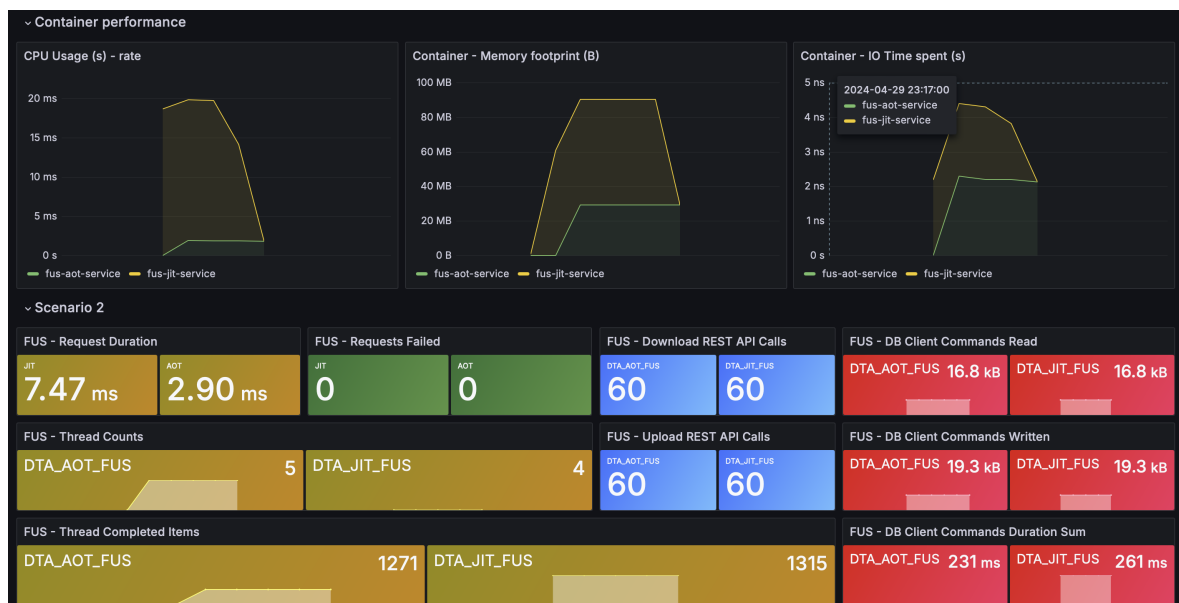 Container performance
CPU Usage (s) - rate
20 ms
15 ms
10 ms
5 ms
0 s
fus-aot-service fus-jit-service
Container - Memory footprint (B)
100 MB
80 MB
60 MB
40 MB
20 MB
0 B
fus-aot-service fus-jit-service
Container - IO Time spent (s)
5 ns
4 ns
3 ns
2 ns
1 ns
0 s
2024-04-29 23:17:00
fus-aot-service
fus-jit-service
fus-aot-service fus-jit-service
Scenario 2
FUS - Request Duration
JIT
7.47 ms
AOT
2.90 ms
FUS - Requests Failed
JIT
0
AOT
0
FUS - Download REST API Calls
DTA_AOT_FUS
60
DTA_JIT_FUS
60
FUS - DB Client Commands Read
DTA_AOT_FUS 16.8 kB
DTA_JIT_FUS 16.8 kB
FUS - Thread Counts
DTA_AOT_FUS 5
DTA_JIT_FUS 4
FUS - Upload REST API Calls
DTA_AOT_FUS
60
DTA_JIT_FUS
60
FUS - DB Client Commands Written
DTA_AOT_FUS 19.3 kB
DTA_JIT_FUS 19.3 kB
FUS - Thread Completed Items
DTA_AOT_FUS 1271
DTA_JIT_FUS 1315
FUS - DB Client Commands Duration Sum
DTA_AOT_FUS 231 ms
DTA_JIT_FUS 261 ms